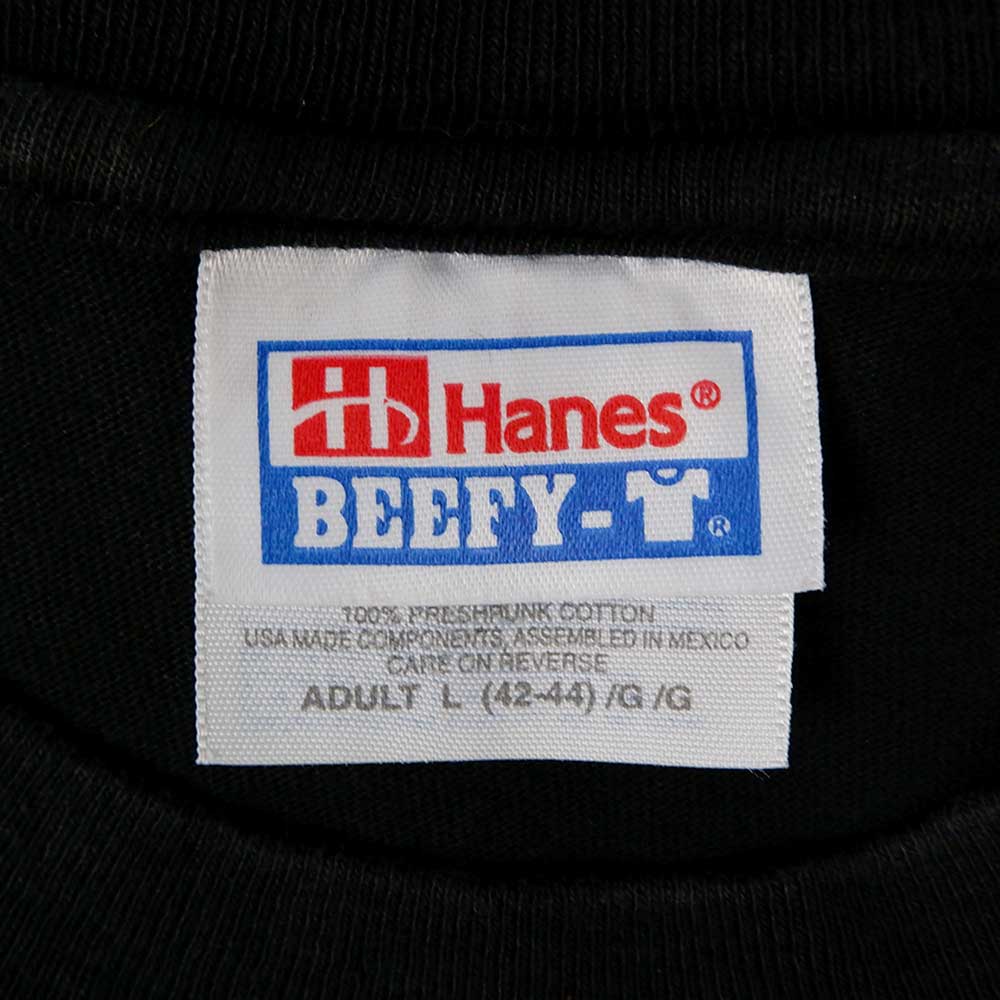 H Hanes®
BEEFY-T®
100% PRESHRUNK COTTON
USA MADE COMPONENTS, ASSEMBLED IN MEXICO
CARE ON REVERSE
ADULT L (42-44) /G /G